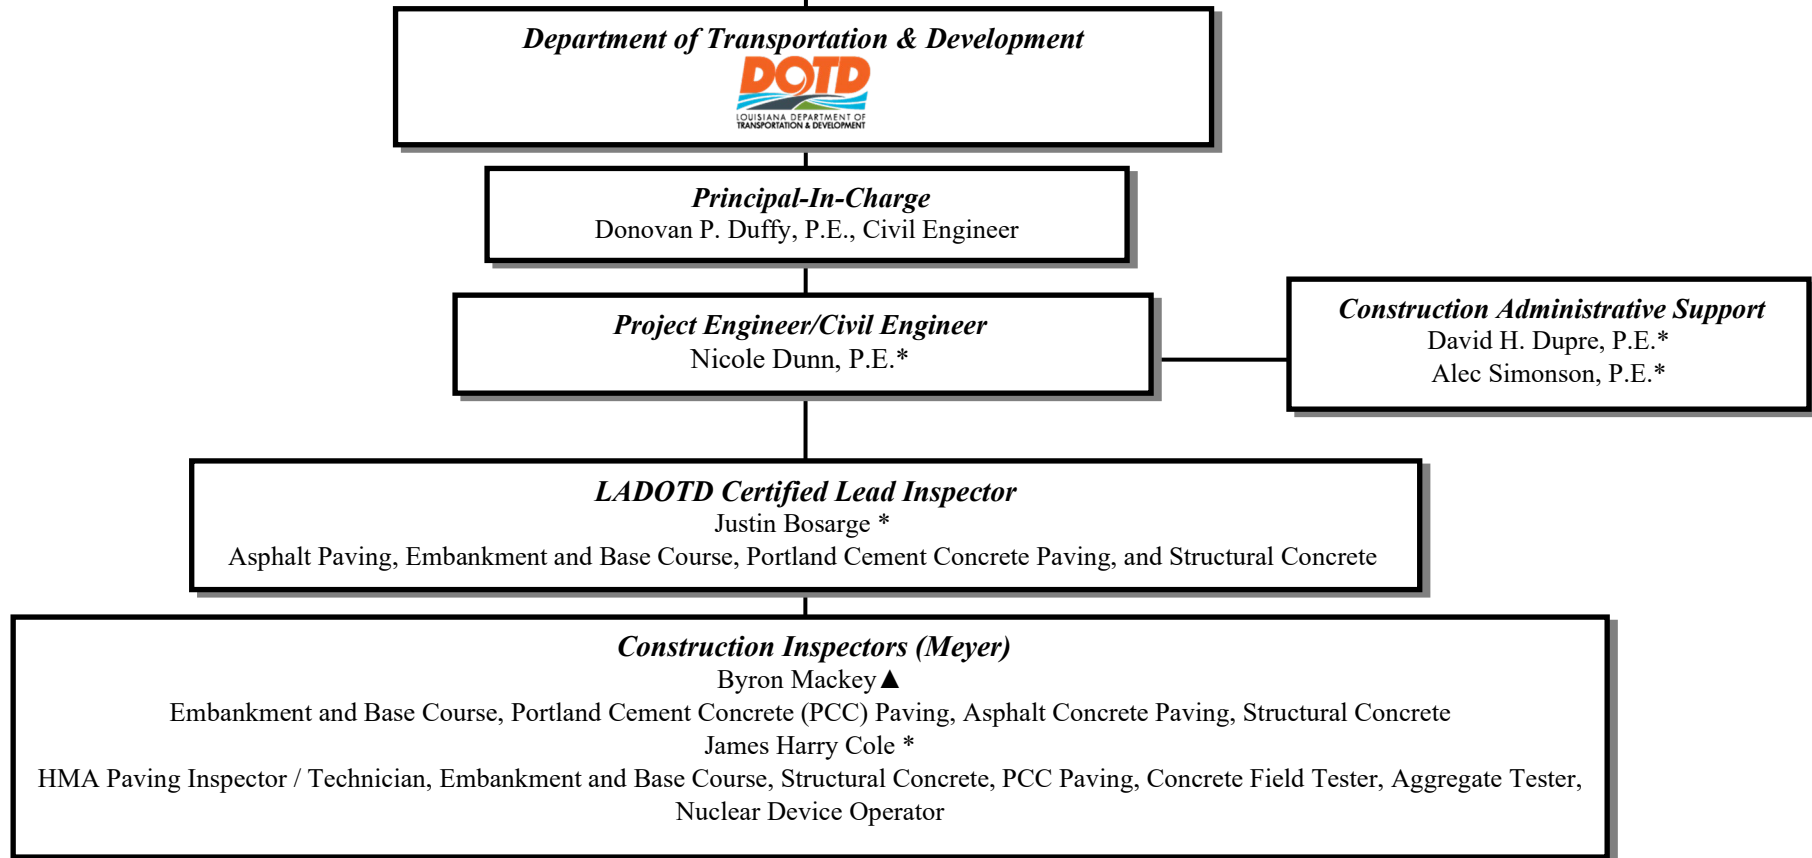 Department of Transportation & Development
DOTD
LOUISIANA DEPARTMENT OF
TRANSPORTATION & DEVELOPMENT
Principal-In-Charge
Donovan P. Duffy, P.E., Civil Engineer
Project Engineer/Civil Engineer
Nicole Dunn, P.E.*
Construction Administrative Support
David H. Dupre, P.E.*
Alec Simonson, P.E.*
LADOTD Certified Lead Inspector
Justin Bosarge *
Asphalt Paving, Embankment and Base Course, Portland Cement Concrete Paving, and Structural Concrete
Construction Inspectors (Meyer)
Byron Mackey▲
Embankment and Base Course, Portland Cement Concrete (PCC) Paving, Asphalt Concrete Paving, Structural Concrete
James Harry Cole *
HMA Paving Inspector / Technician, Embankment and Base Course, Structural Concrete, PCC Paving, Concrete Field Tester, Aggregate Tester,
Nuclear Device Operator